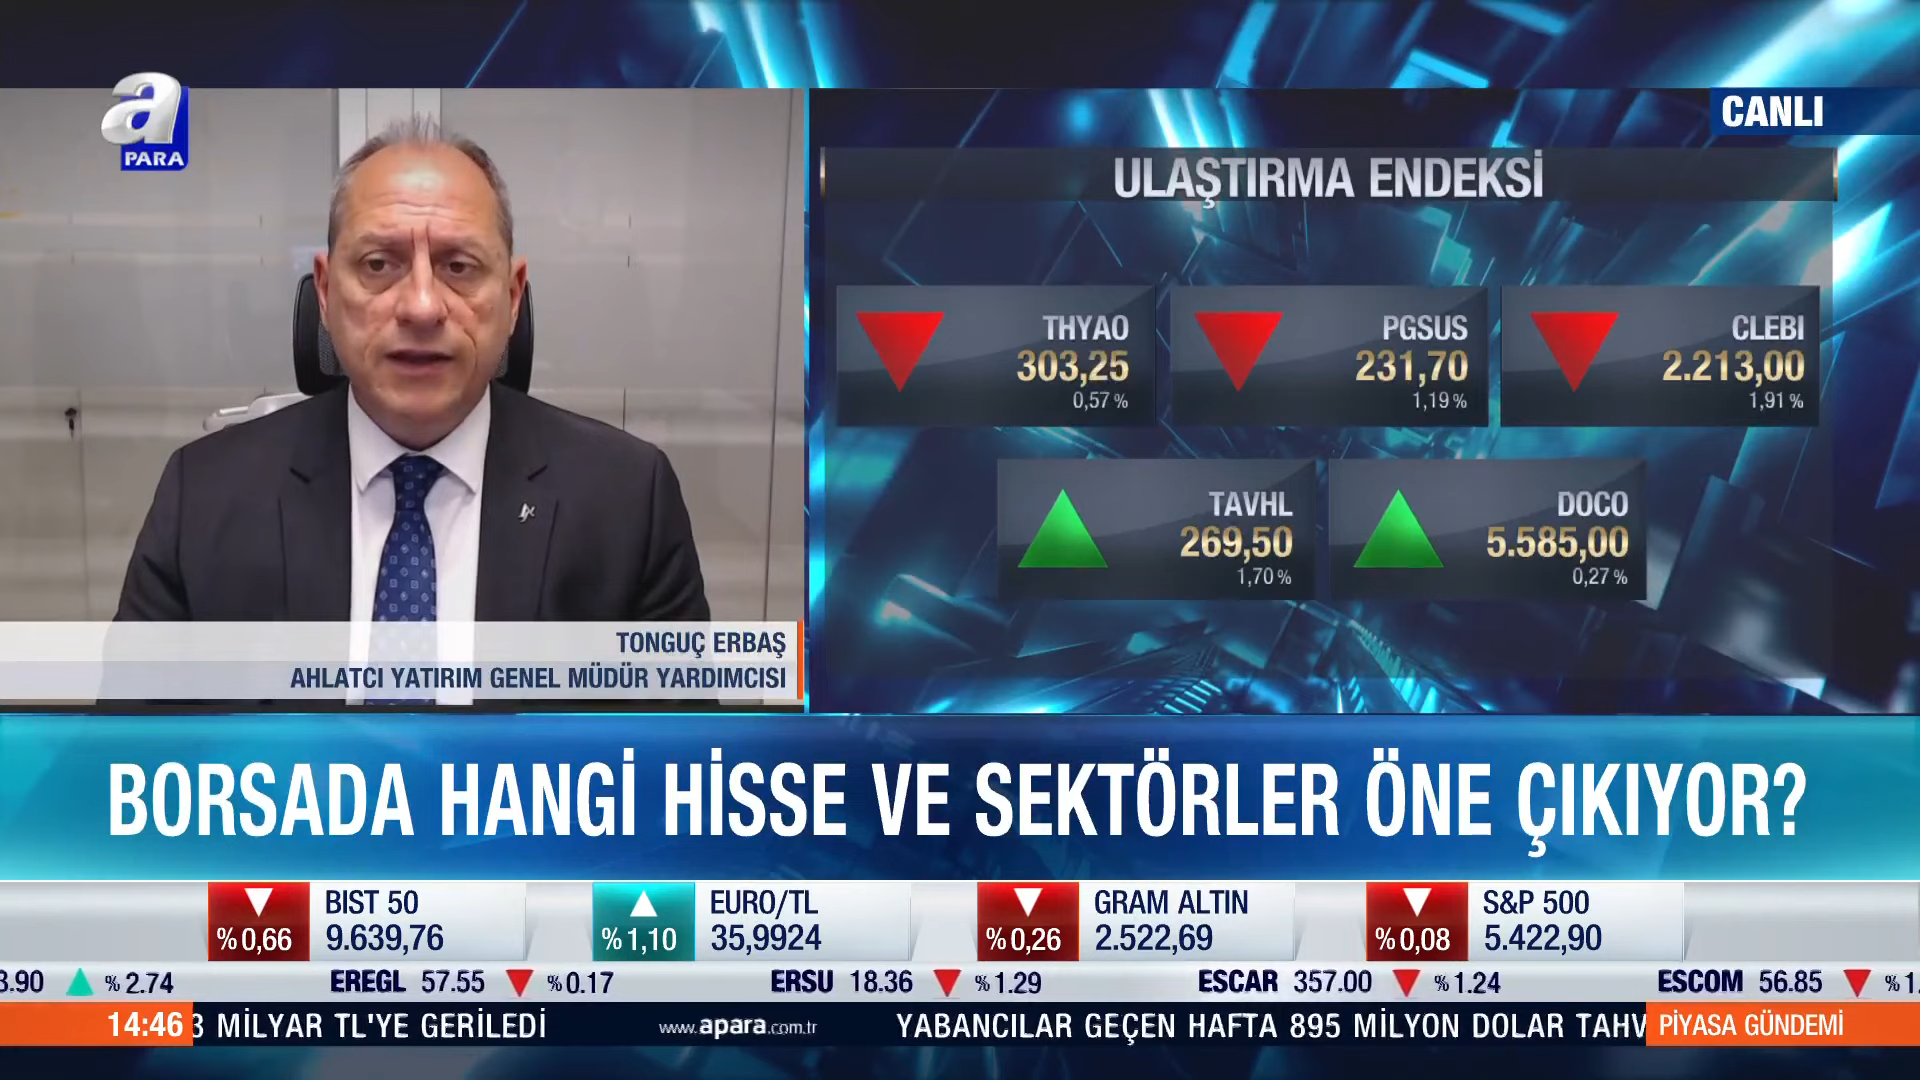 a
PARA
CANLI
ULAŞTIRMA ENDEKSİ
THYAO
303,25
0,57 %
PGSUS
231,70
1,19 %
CLEBI
2.213,00
1,91 %
TAVHL
269,50
1,70 %
DOCO
5.585,00
0,27 %
TONGUÇ ERBAŞ
AHLATCI YATIRIM GENEL MÜDÜR YARDIMCISI
BORSADA HANGİ HİSSE VE SEKTÖRLER ÖNE ÇIKIYOR?
%0,66 BIST 50
9.639,76
%1,10 EURO/TL
35,9924
%0,26 GRAM ALTIN
2.522,69
%0,08 S&P 500
5.422,90
3.90 %2.74 EREGL 57.55 %0.17 ERSU 18.36 %1.29 ESCAR 357.00 %1.24 ESCOM 56.85 %1.
14:46 3 MİLYAR TL'YE GERİLEDİ www.apara.com.tr YABANCILAR GEÇEN HAFTA 895 MİLYON DOLAR TAHV PİYASA GÜNDEMİ